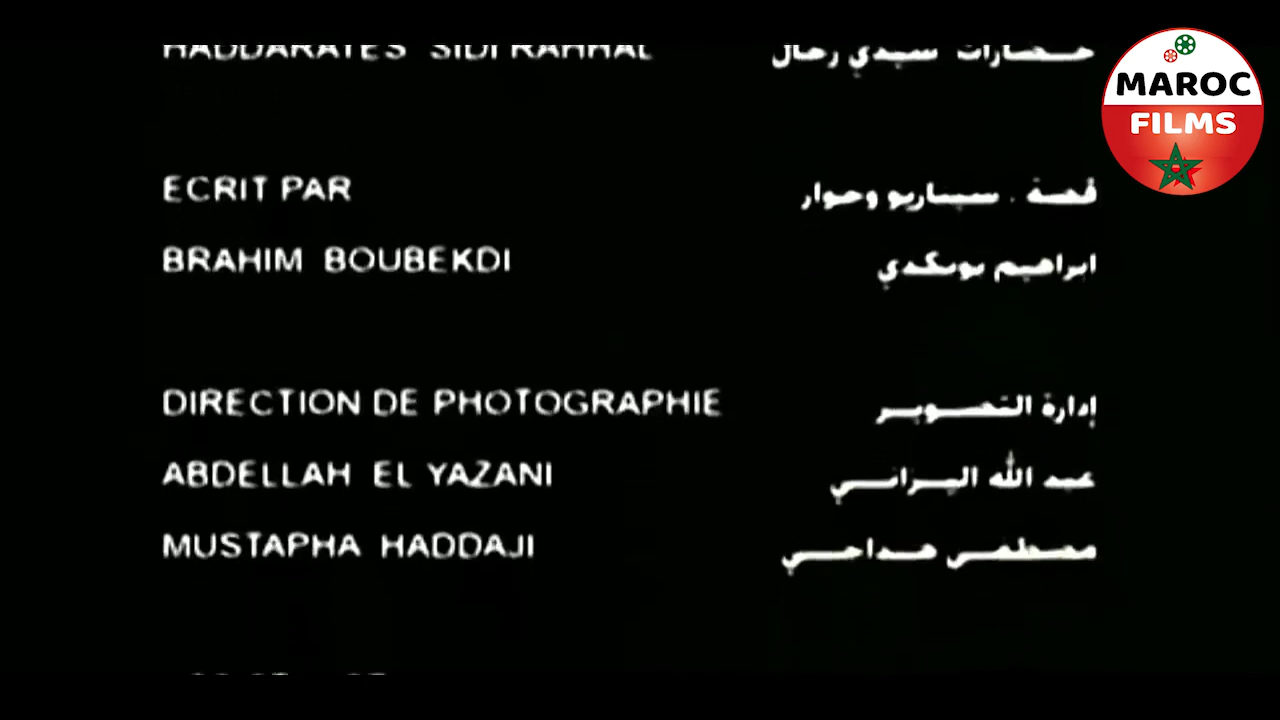 HADDARATES SIDI RAHHAL
حضارات سيدي رحال
MAROC
FILMS
ECRIT PAR
قصة . سيناريو وحوار
BRAHIM BOUBEKDI
ابراهيم بوبكدي
DIRECTION DE PHOTOGRAPHIE
إدارة التصوير
ABDELLAH EL YAZANI
عبد الله اليزاني
MUSTAPHA HADDAJI
مصطفى هداجي